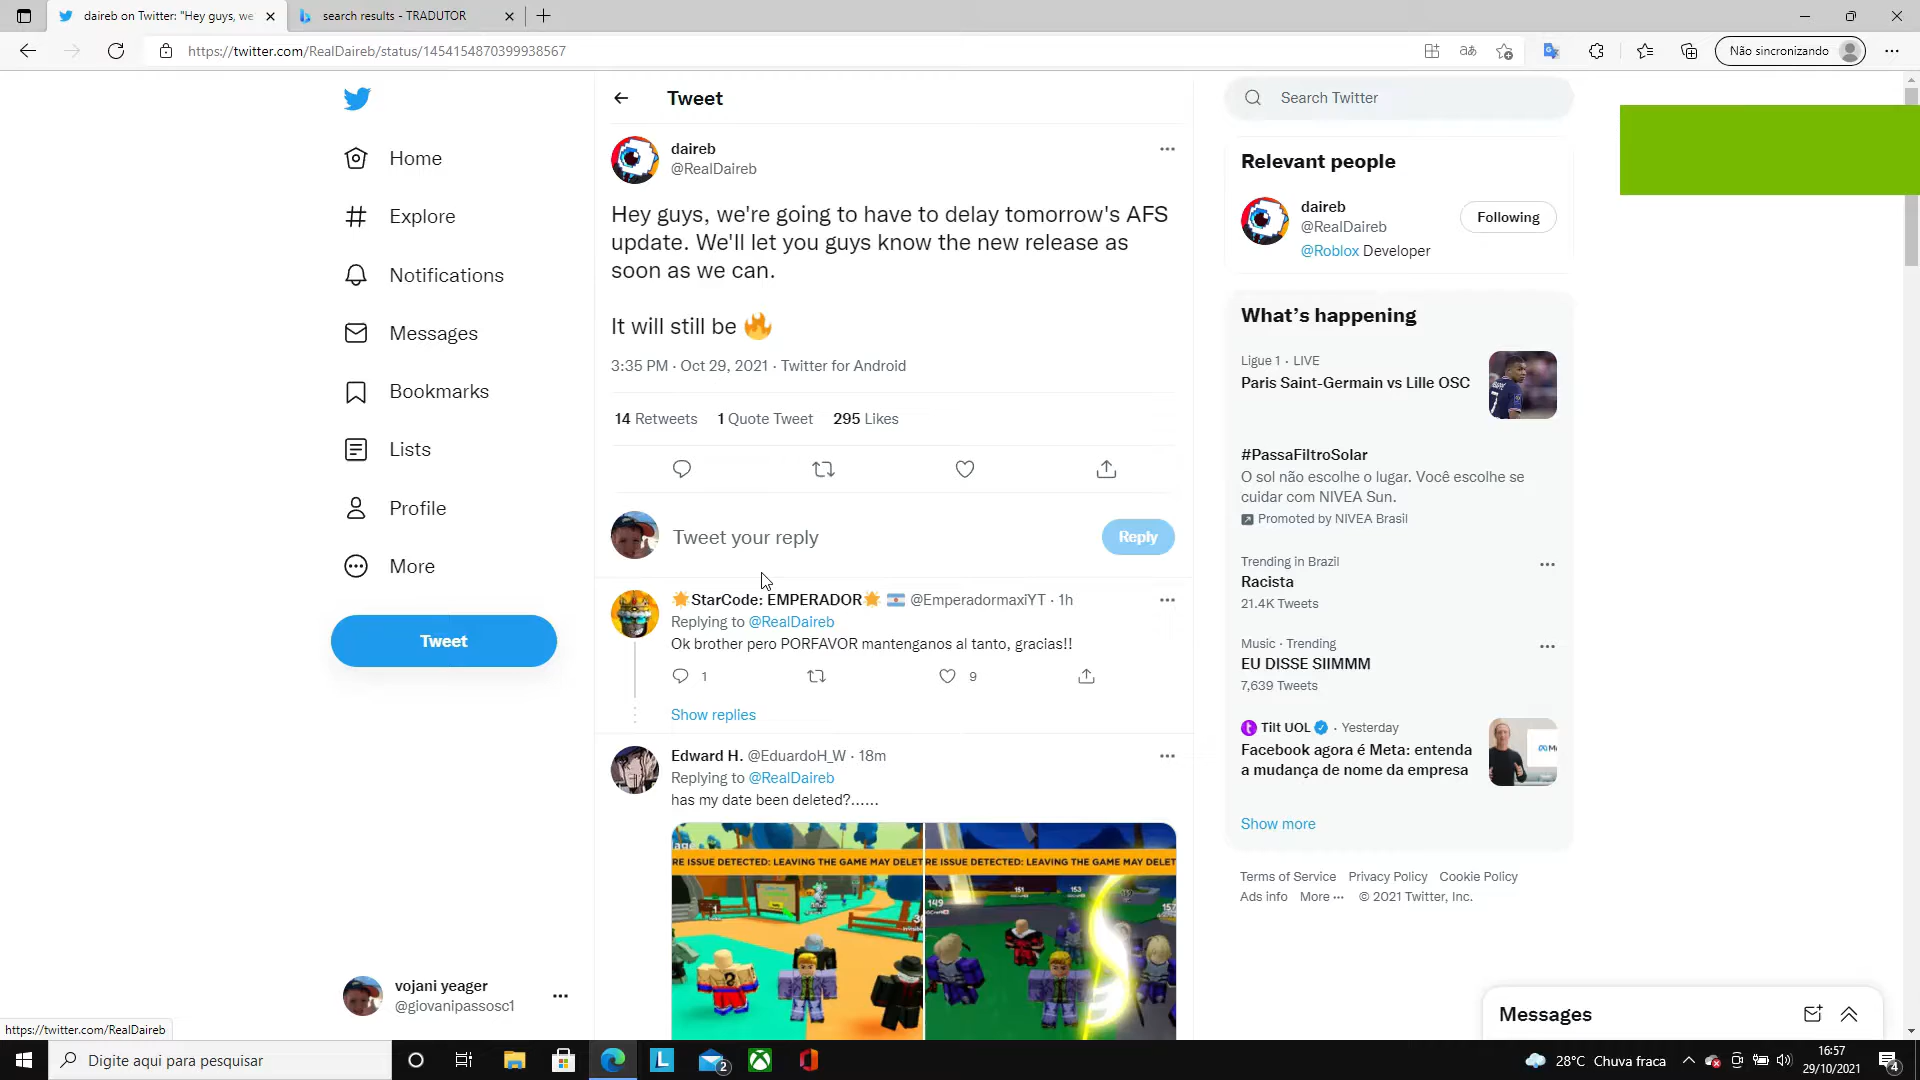 daireb on Twitter: "Hey guys, we
search results - TRADUTOR
https://twitter.com/RealDaireb/status/1454154870399938567
Não sincronizando
Home
Explore
Notifications
Messages
Bookmarks
Lists
Profile
More
Tweet
vojani yeager
@giovanipassosc1
Tweet
daireb
@RealDaireb
Hey guys, we're going to have to delay tomorrow's AFS
update. We'll let you guys know the new release as
soon as we can.
It will still be 🔥
3:35 PM · Oct 29, 2021 · Twitter for Android
14 Retweets 1 Quote Tweet 295 Likes
Tweet your reply
Reply
🌟StarCode: EMPERADOR🌟 🇦🇷 @EmperadormaxiYT · 1h
Replying to @RealDaireb
Ok brother pero PORFAVOR mantenganos al tanto, gracias!!
1 9
Show replies
Edward H. @EduardoH_W · 18m
Replying to @RealDaireb
has my date been deleted?......
RE ISSUE DETECTED: LEAVING THE GAME MAY DELET
RE ISSUE DETECTED: LEAVING THE GAME MAY DELET
149
151
153
157
Search Twitter
Relevant people
daireb
@RealDaireb
Following
@Roblox Developer
What's happening
Ligue 1 · LIVE
Paris Saint-Germain vs Lille OSC
#PassaFiltroSolar
O sol não escolhe o lugar. Você escolhe se
cuidar com NIVEA Sun.
Promoted by NIVEA Brasil
Trending in Brazil
Racista
21.4K Tweets
Music · Trending
EU DISSE SIIMMM
7,639 Tweets
Tilt UOL · Yesterday
Facebook agora é Meta: entenda
a mudança de nome da empresa
Show more
Terms of Service Privacy Policy Cookie Policy
Ads info More ··· © 2021 Twitter, Inc.
Messages
https://twitter.com/RealDaireb
Digite aqui para pesquisar
2
28°C Chuva fraca
16:57
29/10/2021
4